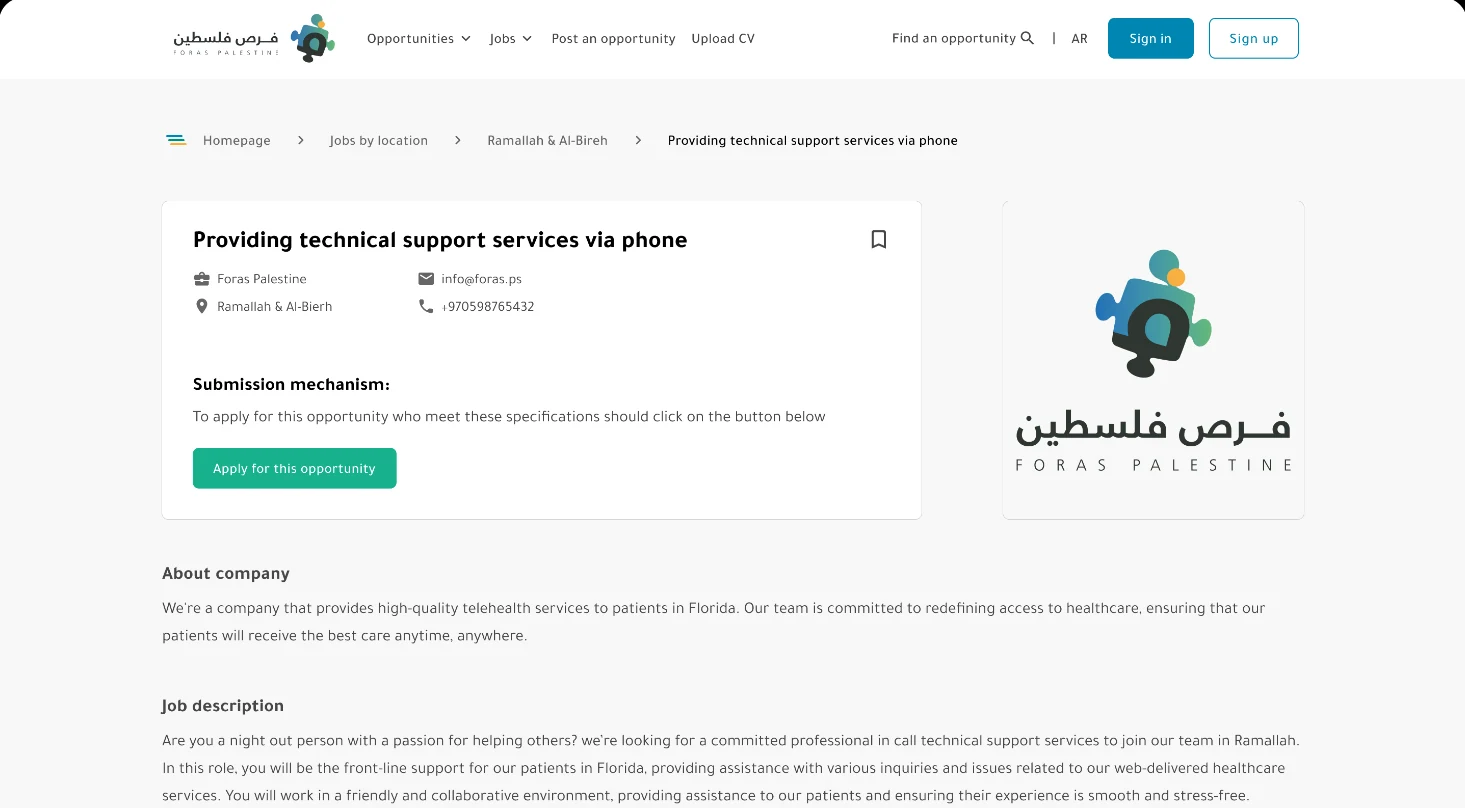 فـرص فلسطين
FORAS PALESTINE
Opportunities
Jobs
Post an opportunity
Upload CV
Find an opportunity
|
AR
Sign in
Sign up
Homepage > Jobs by location > Ramallah & Al-Bireh > Providing technical support services via phone
Providing technical support services via phone
Foras Palestine
info@foras.ps
Ramallah & Al-Bierh
+970598765432
Submission mechanism:
To apply for this opportunity who meet these specifications should click on the button below
Apply for this opportunity
فـرص فلسطين
FORAS PALESTINE
About company
We're a company that provides high-quality telehealth services to patients in Florida. Our team is committed to redefining access to healthcare, ensuring that our
patients will receive the best care anytime, anywhere.
Job description
Are you a night out person with a passion for helping others? we're looking for a committed professional in call technical support services to join our team in Ramallah.
In this role, you will be the front-line support for our patients in Florida, providing assistance with various inquiries and issues related to our web-delivered healthcare
services. You will work in a friendly and collaborative environment, providing assistance to our patients and ensuring their experience is smooth and stress-free.